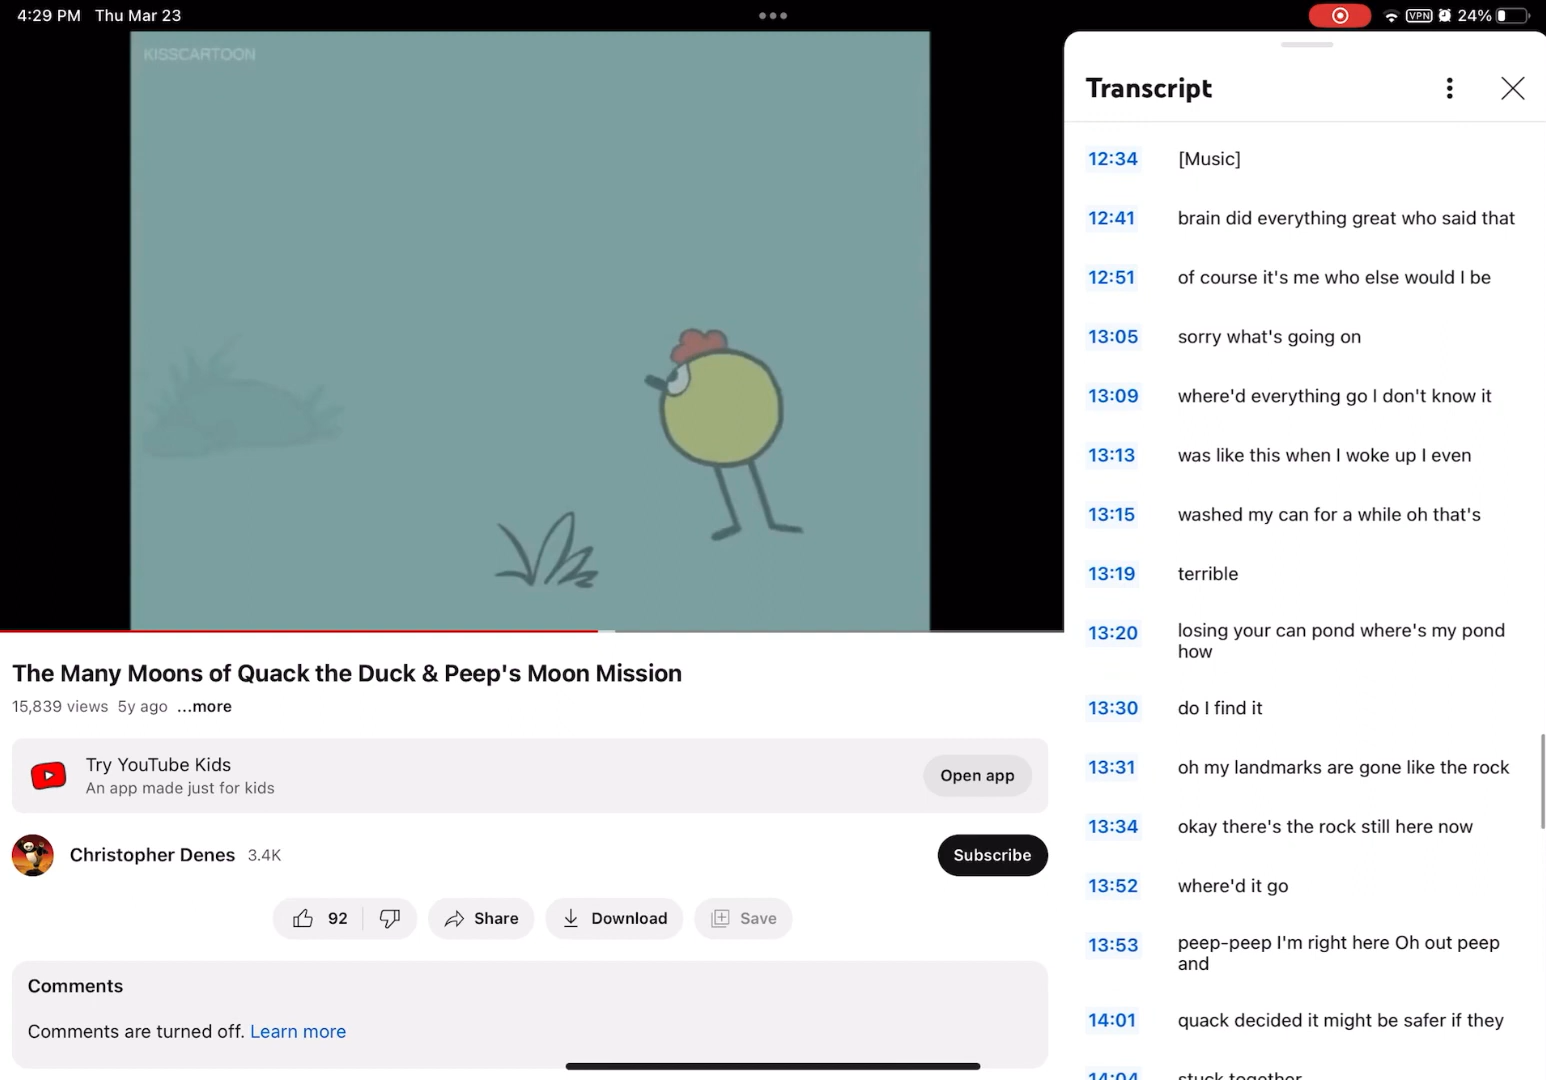 4:29 PM Thu Mar 23
VPN 24%
KISSCARTOON
Transcript
12:34 [Music]
12:41 brain did everything great who said that
12:51 of course it's me who else would I be
13:05 sorry what's going on
13:09 where'd everything go I don't know it
13:13 was like this when I woke up I even
13:15 washed my can for a while oh that's
13:19 terrible
13:20 losing your can pond where's my pond
how
13:30 do I find it
13:31 oh my landmarks are gone like the rock
13:34 okay there's the rock still here now
13:52 where'd it go
13:53 peep-peep I'm right here Oh out peep
and
14:01 quack decided it might be safer if they
14:04 stuck together
The Many Moons of Quack the Duck & Peep's Moon Mission
15,839 views 5y ago ...more
Try YouTube Kids
An app made just for kids
Open app
Christopher Denes 3.4K
Subscribe
92 Share Download Save
Comments
Comments are turned off. Learn more